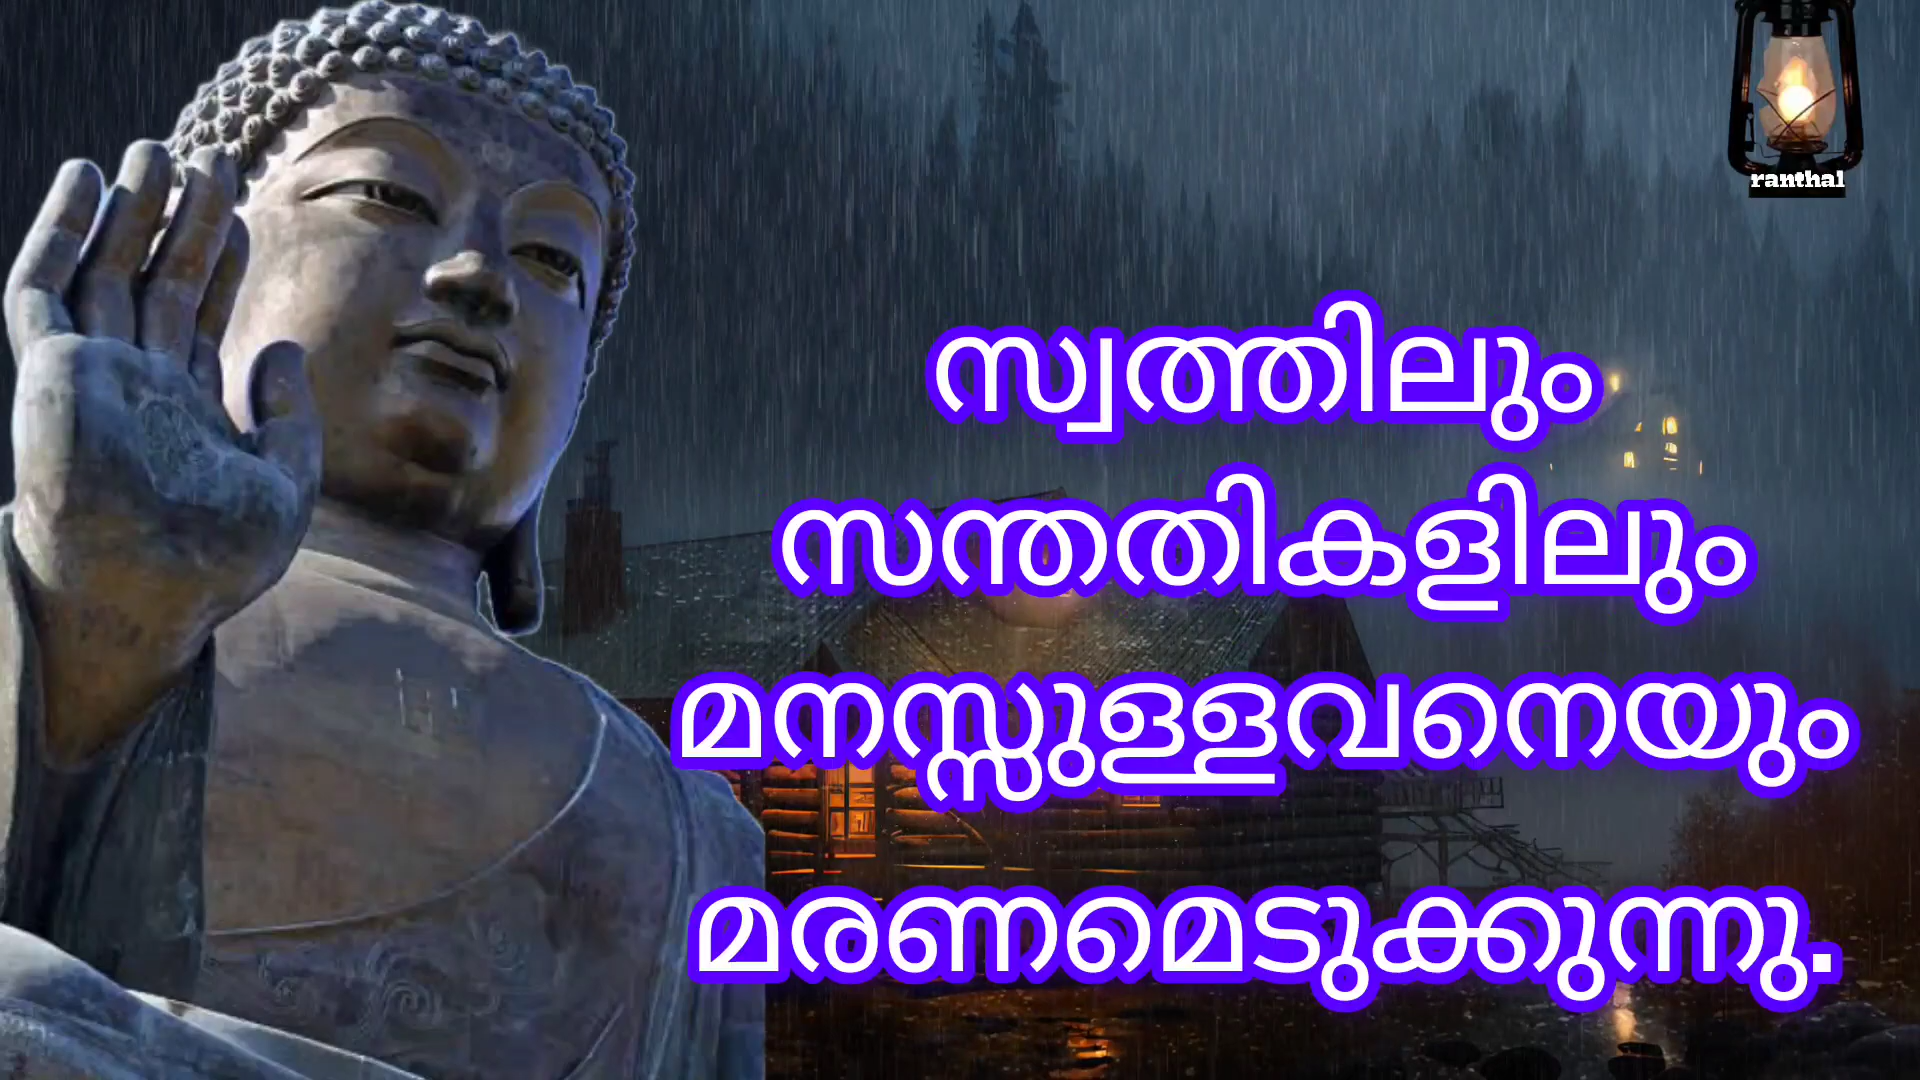 ranthal
സ്വത്തിലും
സന്തതികളിലും
മനസ്സുള്ളവനെയും
മരണമെടുക്കുന്നു.